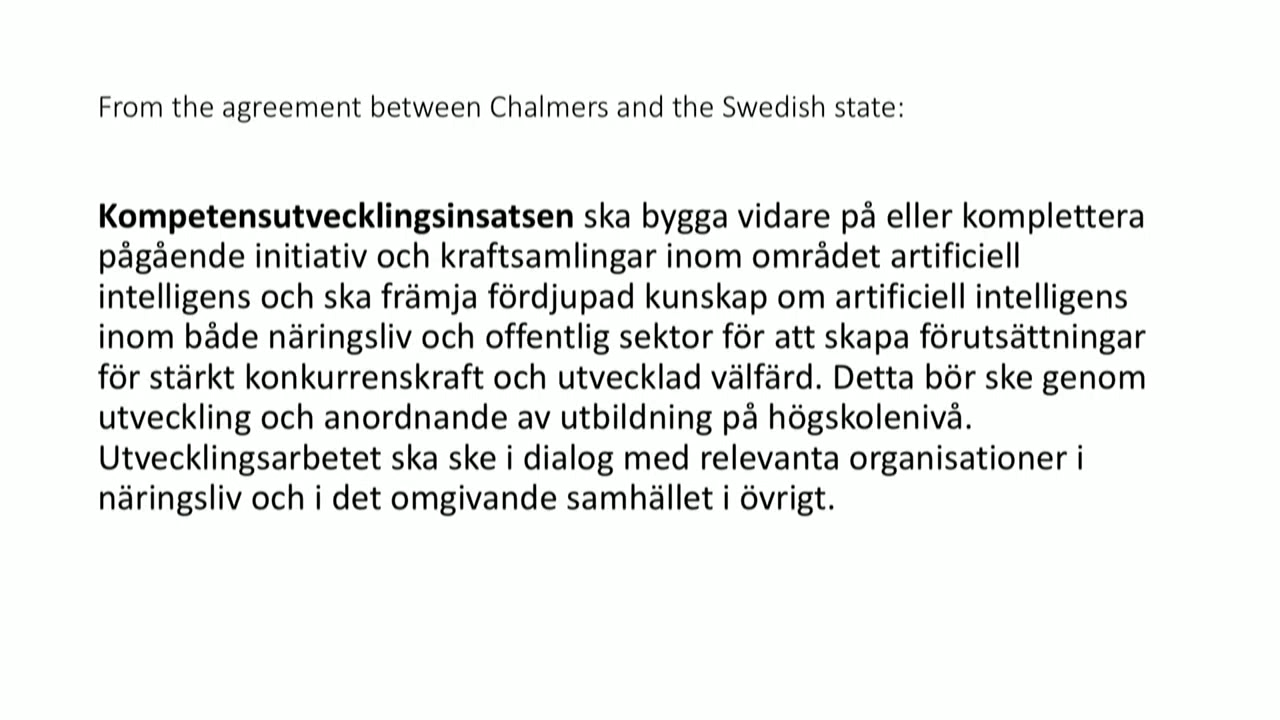 From the agreement between Chalmers and the Swedish state:
Kompetensutvecklingsinsatsen ska bygga vidare på eller komplettera
pågående initiativ och kraftsamlingar inom området artificiell
intelligens och ska främja fördjupad kunskap om artificiell intelligens
inom både näringsliv och offentlig sektor för att skapa förutsättningar
för stärkt konkurrenskraft och utvecklad välfärd. Detta bör ske genom
utveckling och anordnande av utbildning på högskolenivå.
Utvecklingsarbetet ska ske i dialog med relevanta organisationer i
näringsliv och i det omgivande samhället i övrigt.